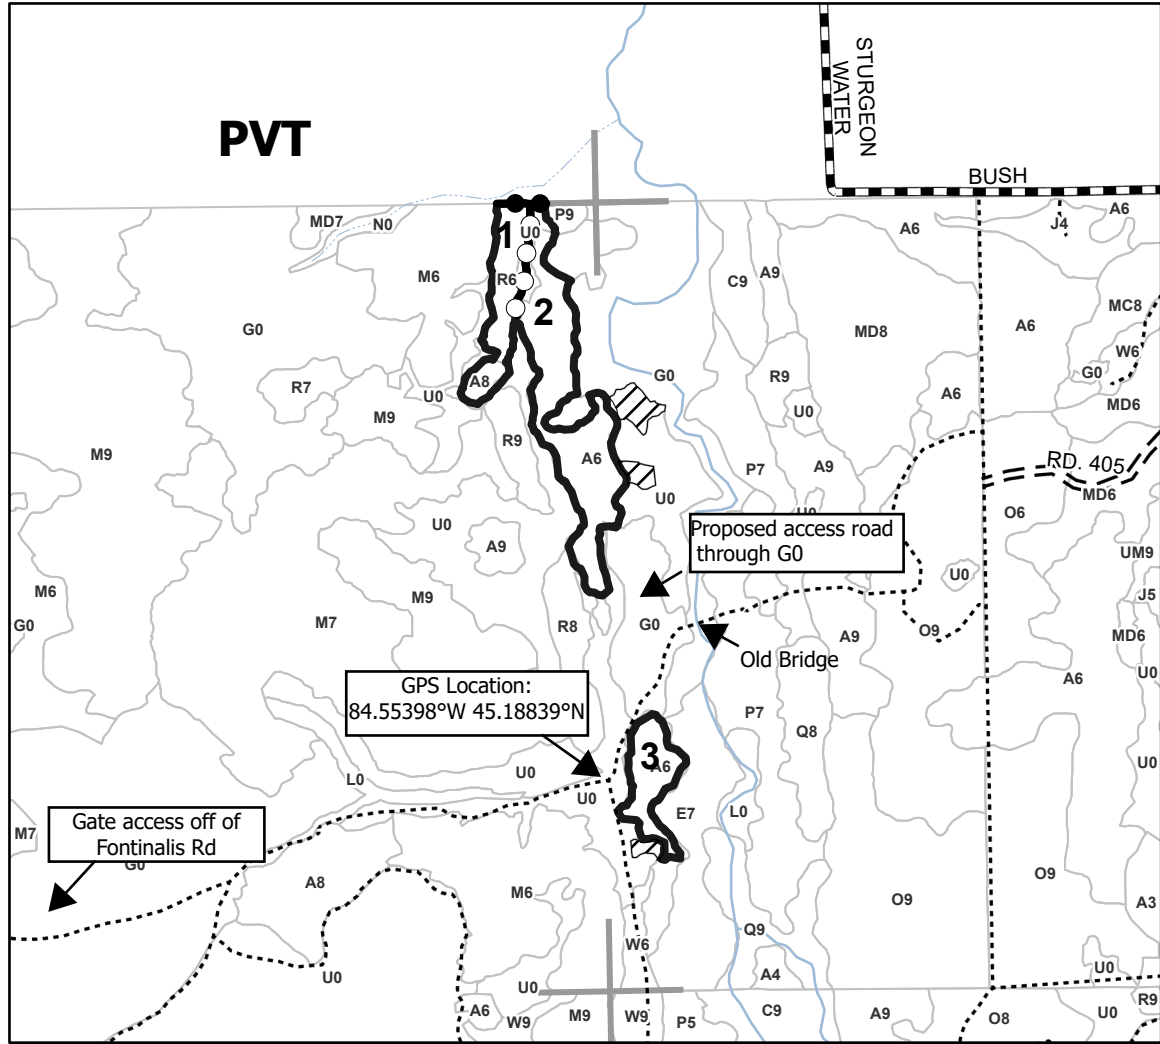 STURGEON
WATER
PVT
BUSH
MD7
N0
P9
A6
J4
A6
1
U0
M6
R6
2
C9
A9
G0
MD8
A6
MC8
W6
G0
R7
A8
U0
M9
G0
R9
U0
A6
MD6
M9
R9
A6
P7
A9
RD. 405
MD6
U0
U0
U0
O6
A9
Proposed access road
through G0
UM9
U0
M6
G0
M7
M9
R8
G0
A9
O9
J5
MD6
U0
Old Bridge
A6
GPS Location:
84.55398°W 45.18839°N
P7
Q8
3
A6
U0
L0
U0
U0
E7
L0
M7
Gate access off of
Fontinalis Rd
G0
A8
M6
O9
O9
A3
W6
Q9
U0
A4
U0
U0
A6
W9
M9
W9
P5
C9
A9
O8
U0
R9